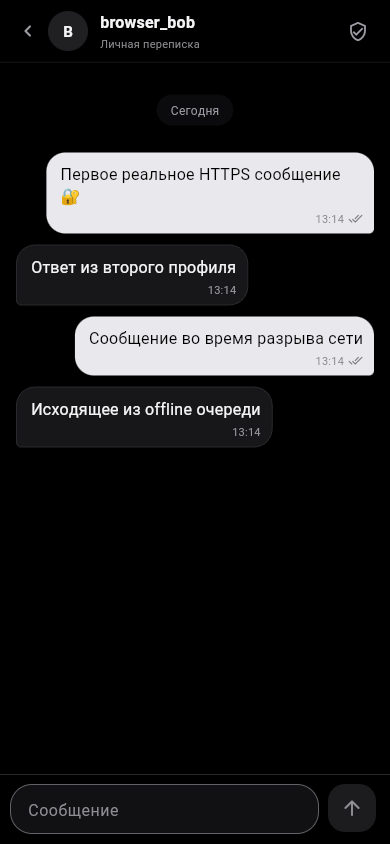 B
browser_bob
Личная переписка
Сегодня
Первое реальное HTTPS сообщение
🔐
13:14
Ответ из второго профиля
13:14
Сообщение во время разрыва сети
13:14
Исходящее из offline очереди
13:14
Сообщение